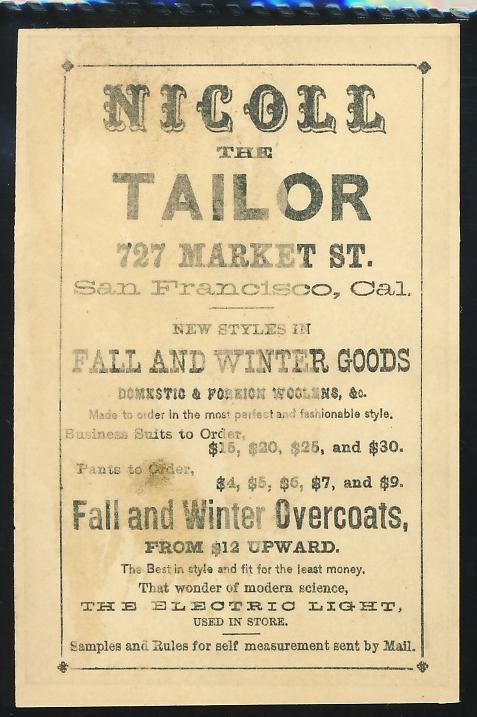 NICOLL
THE
TAILOR
727 MARKET ST.
San Francisco, Cal.
NEW STYLES IN
FALL AND WINTER GOODS
DOMESTIC & FOREIGN WOOLENS, &c.
Made to order in the most perfect and fashionable style.
Business Suits to Order,
$15, $20, $25, and $30.
Pants to Order,
$4, $5, $6, $7, and $9.
Fall and Winter Overcoats,
FROM $12 UPWARD.
The Best in style and fit for the least money.
That wonder of modern science,
THE ELECTRIC LIGHT,
USED IN STORE.
Samples and Rules for self measurement sent by Mail.